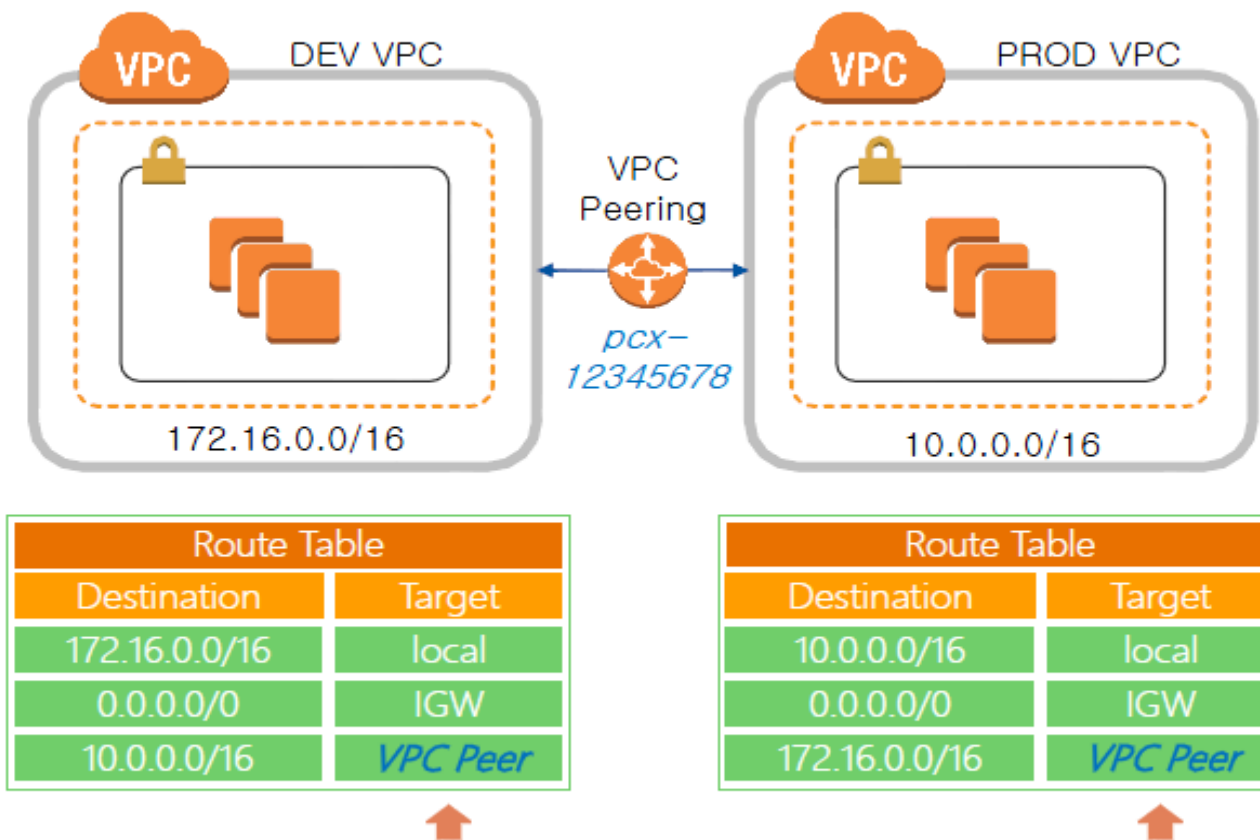 VPC
DEV VPC
VPC
PROD VPC
VPC
Peering
pcx-
12345678
172.16.0.0/16
10.0.0.0/16
Route Table
Destination Target
172.16.0.0/16 local
0.0.0.0/0 IGW
10.0.0.0/16 VPC Peer
Route Table
Destination Target
10.0.0.0/16 local
0.0.0.0/0 IGW
172.16.0.0/16 VPC Peer